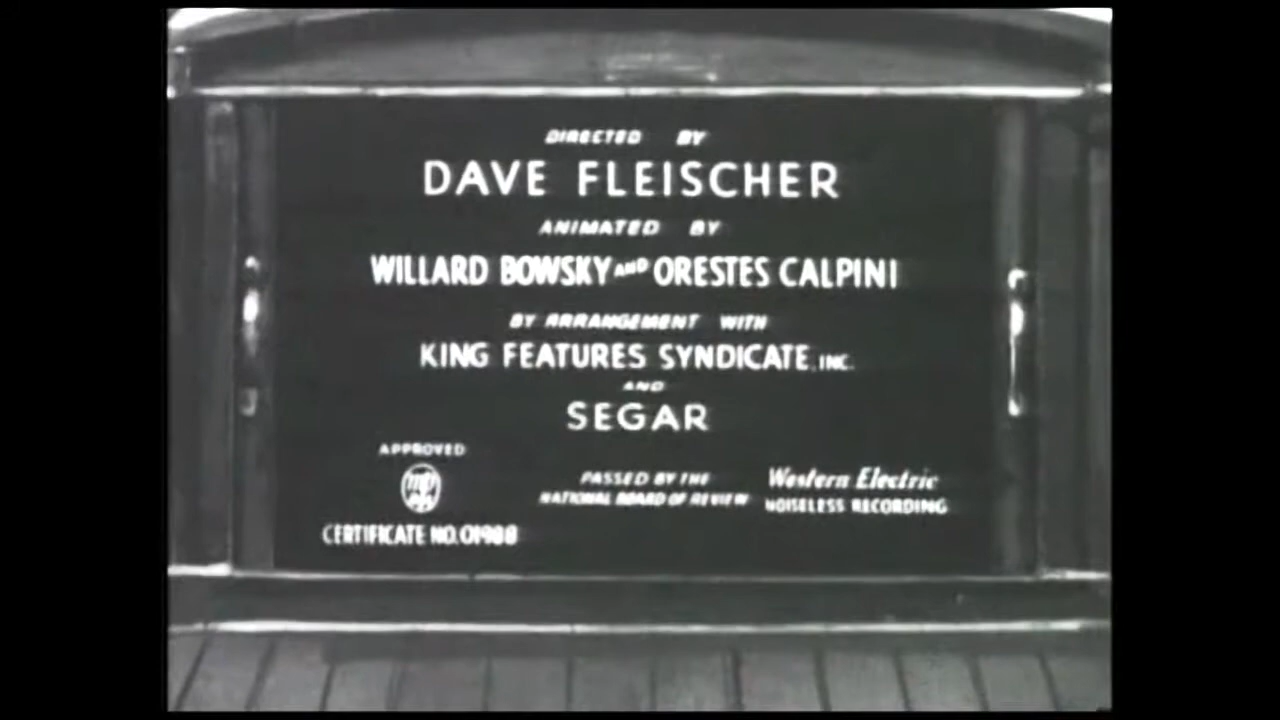 DIRECTED BY
DAVE FLEISCHER
ANIMATED BY
WILLARD BOWSKY AND ORESTES CALPINI
BY ARRANGEMENT WITH
KING FEATURES SYNDICATE, INC.
AND
SEGAR
APPROVED
PASSED BY THE
NATIONAL BOARD OF REVIEW
Western Electric
NOISELESS RECORDING
CERTIFICATE NO.